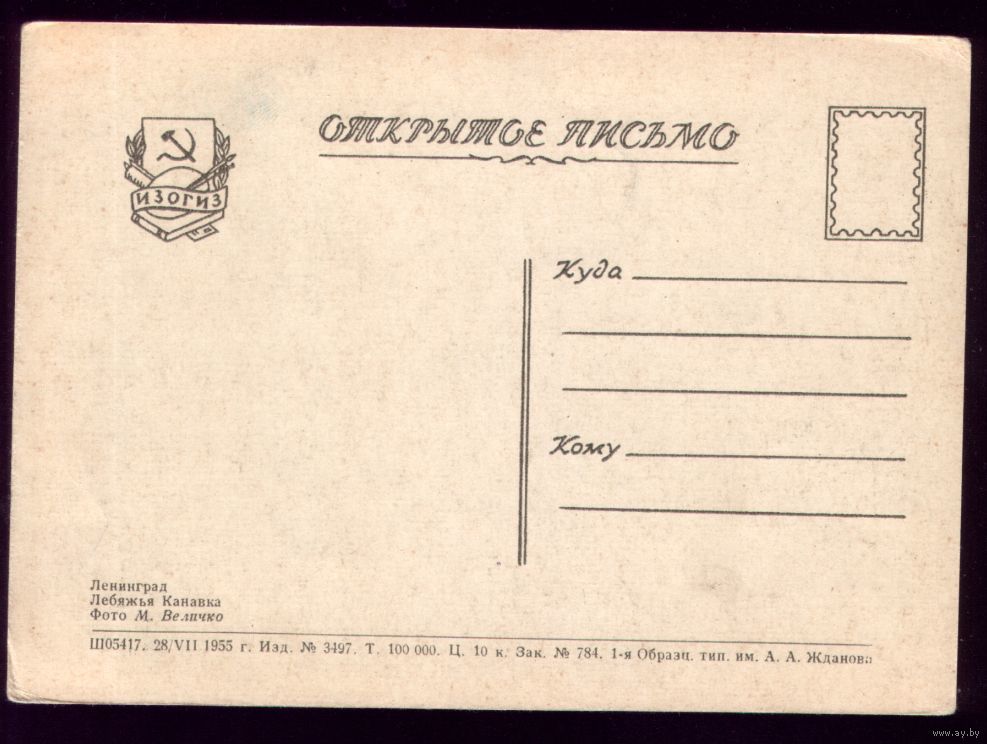 ОТКРЫТОЕ ПИСЬМО
ИЗОГИЗ
Куда
Кому
Ленинград
Лебяжья Канавка
Фото М. Величко
Ш05417. 28/VII 1955 г. Изд. № 3497. Т. 100 000. Ц. 10 к. Зак. № 784. 1-я Образц. тип. им. А. А. Жданова
www.ay.by